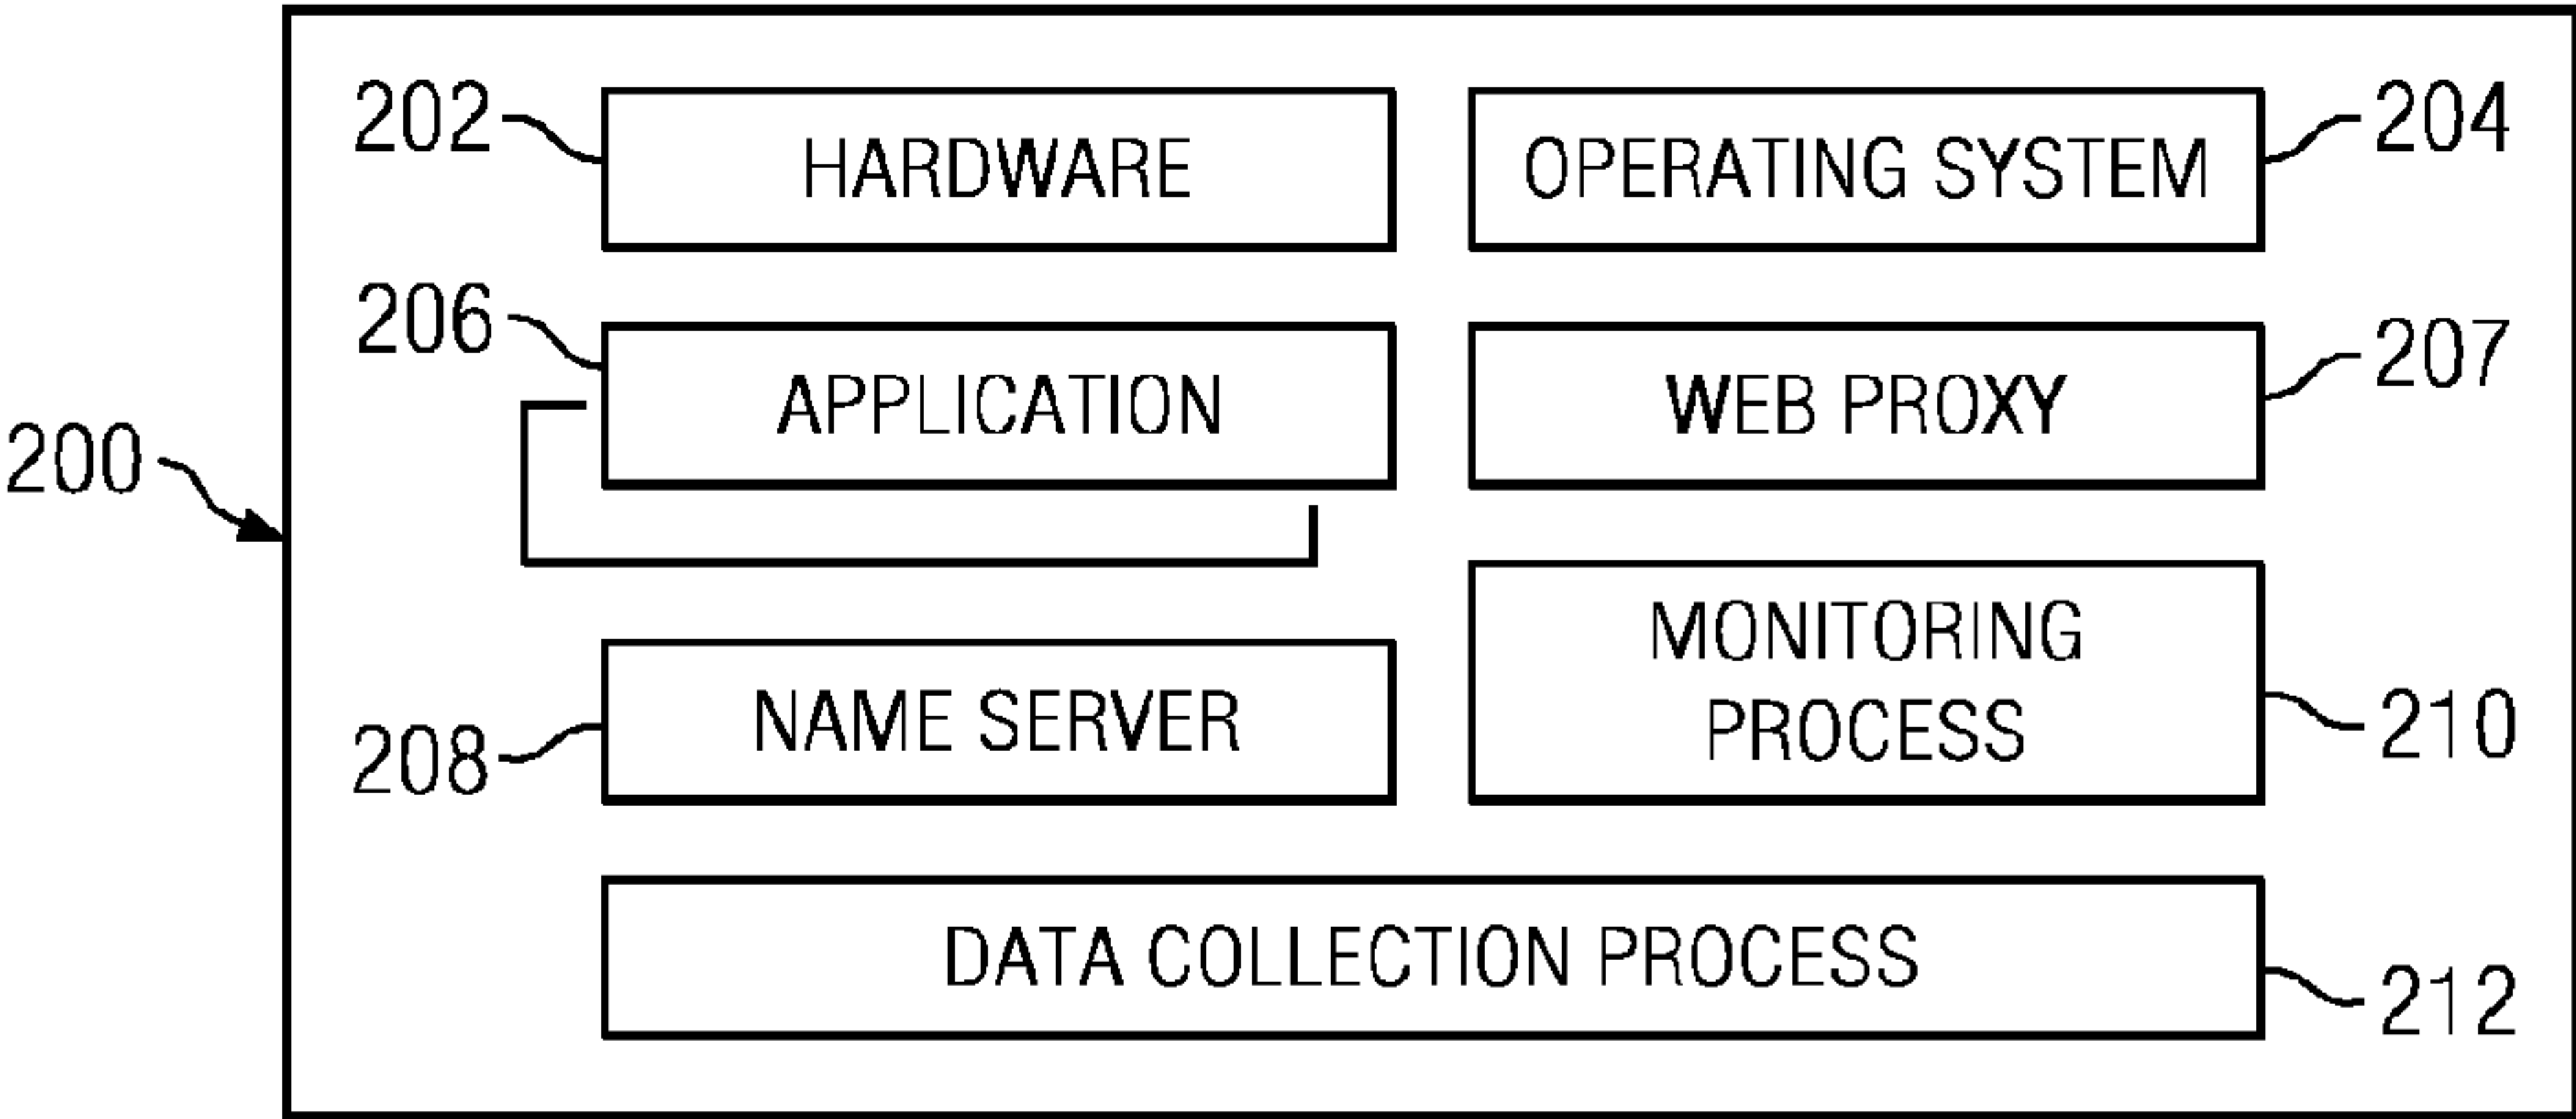 202
HARDWARE
OPERATING SYSTEM
204
206
APPLICATION
WEB PROXY
207
200
208
NAME SERVER
MONITORING
PROCESS
210
DATA COLLECTION PROCESS
212